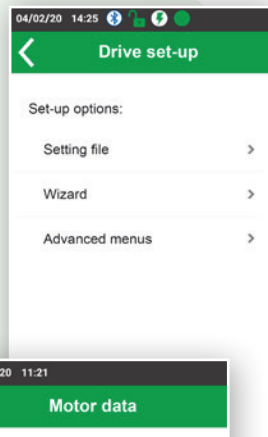 04/02/20 14:25
Drive set-up
Set-up options:
Setting file
Wizard
Advanced menus
20 11:21
Motor data